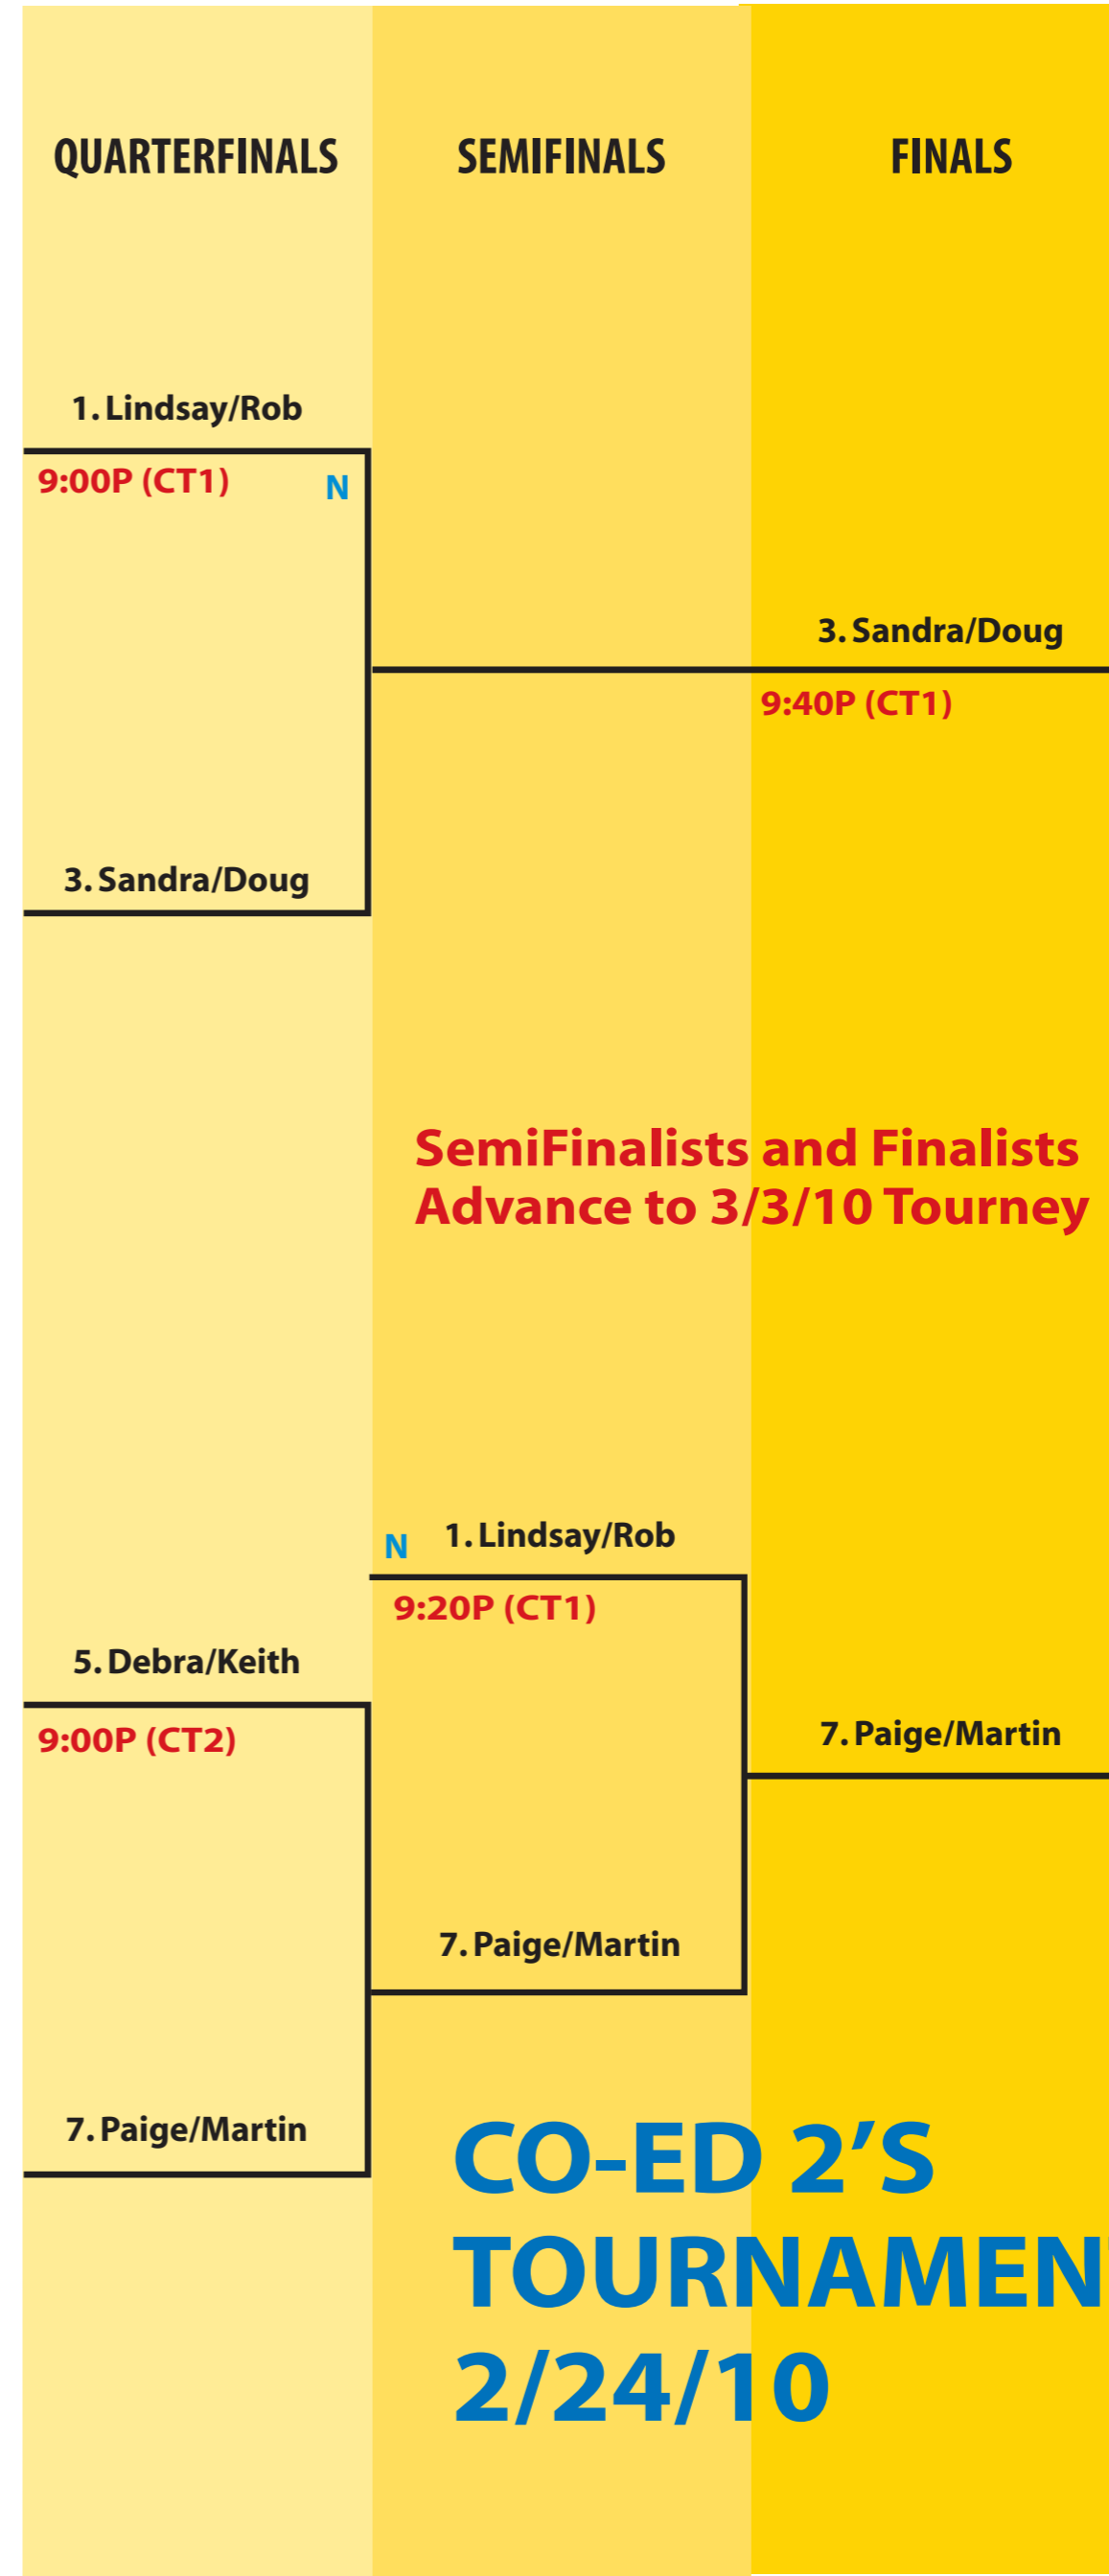 QUARTERFINALS
SEMIFINALS
FINALS
1. Lindsay/Rob
9:00P (CT1)
N
3. Sandra/Doug
9:40P (CT1)
3. Sandra/Doug
SemiFinalists and Finalists
Advance to 3/3/10 Tourney
N
1. Lindsay/Rob
9:20P (CT1)
5. Debra/Keith
9:00P (CT2)
7. Paige/Martin
7. Paige/Martin
7. Paige/Martin
CO-ED 2’S
TOURNAMENT
2/24/10